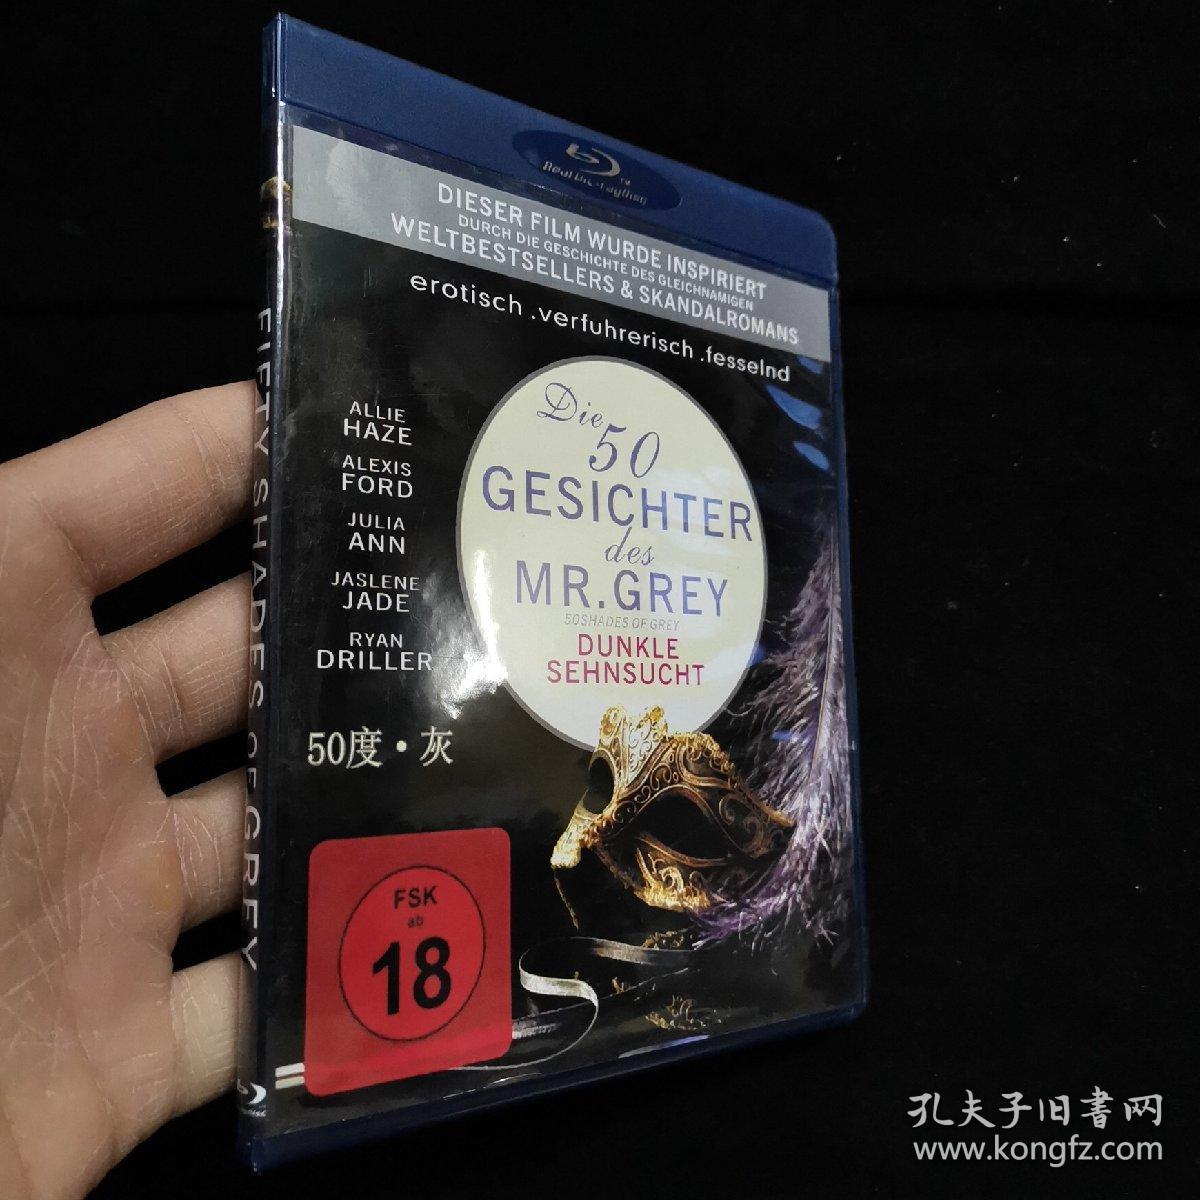 DIESER FILM WURDE INSPIRIERT
DURCH DIE GESCHICHTE DES GLEICHNAMIGEN
WELTBESTSELLERS & SKANDALROMANS
erotisch .verfuhrerisch .fesselnd
ALLIE
HAZE
ALEXIS
FORD
JULIA
ANN
JASLENE
JADE
RYAN
DRILLER
Die
50
GESICHTER
des
MR.GREY
50SHADES OF GREY
DUNKLE
SEHNSUCHT
50度·灰
FSK
ab
18
FIFTY SHADES OF GREY
孔夫子旧書网
www.kongfz.com